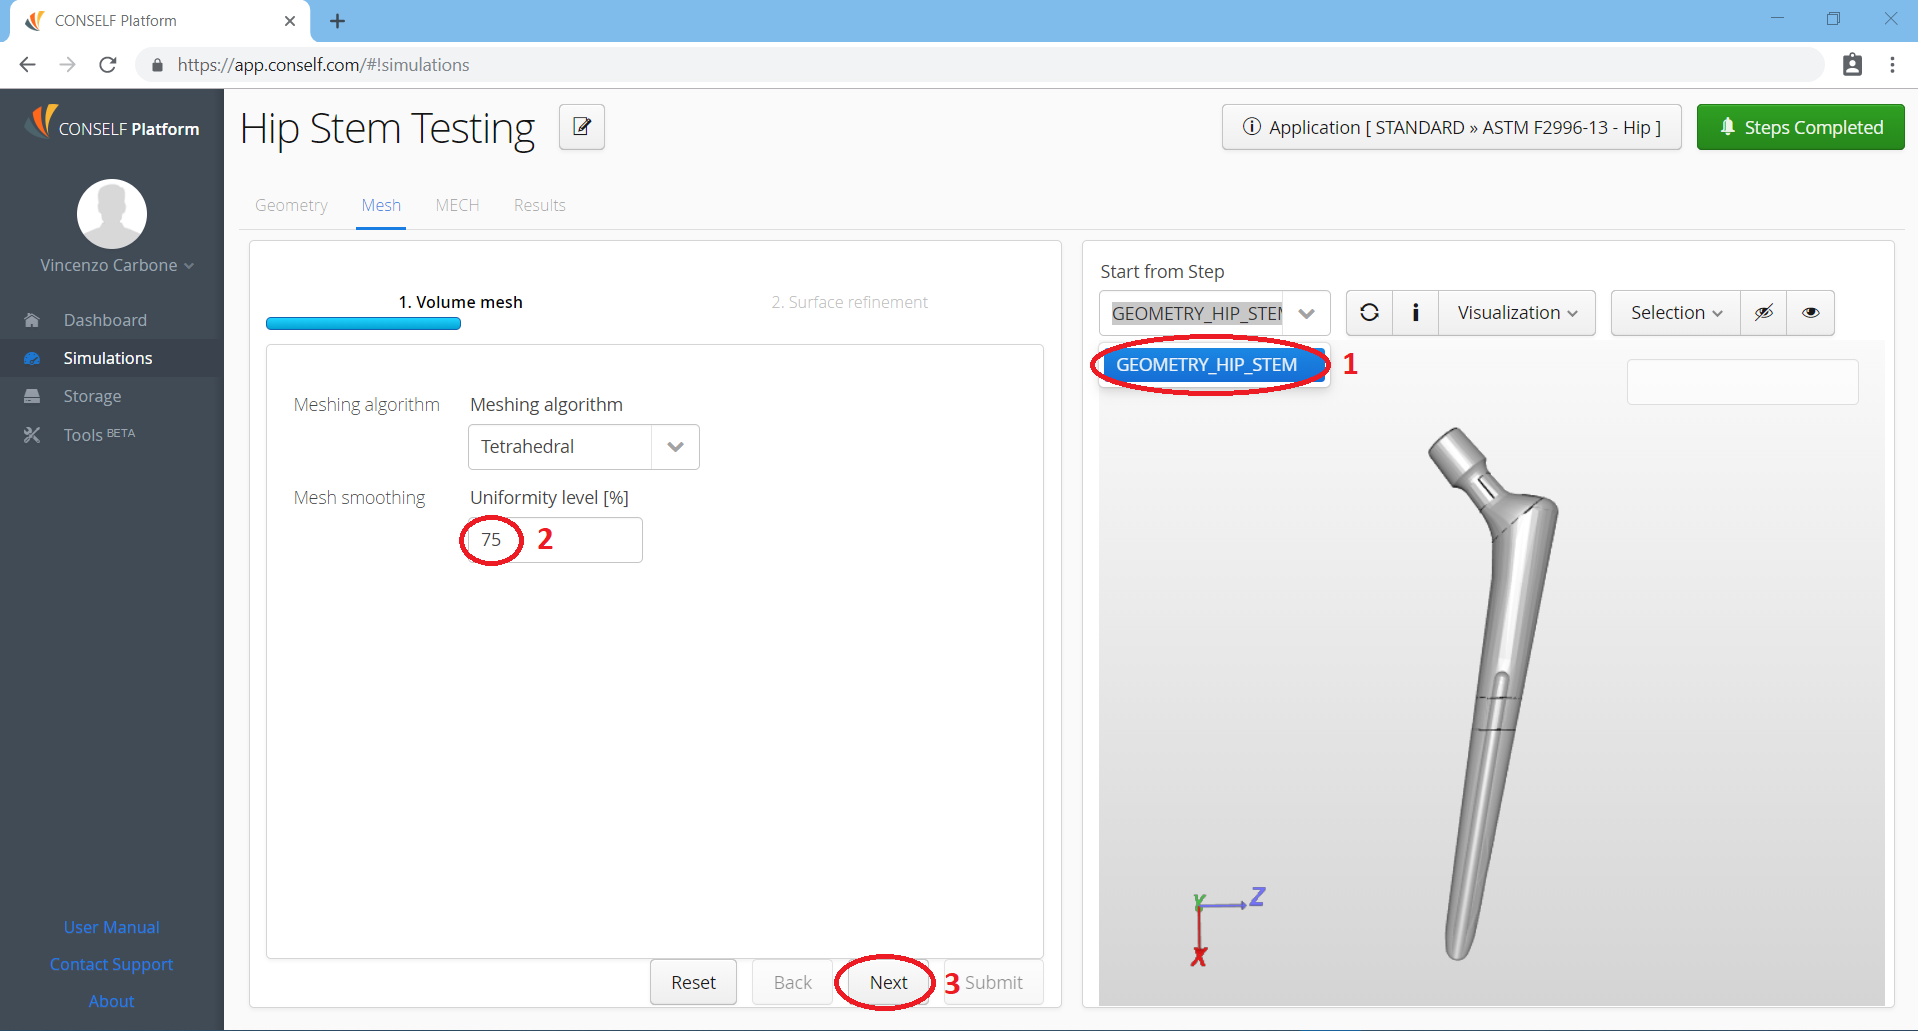 CONSELF Platform
https://app.conself.com/#!simulations
CONSELF Platform
Hip Stem Testing
Application [ STANDARD » ASTM F2996-13 - Hip ]
Steps Completed
Vincenzo Carbone
Dashboard
Simulations
Storage
Tools BETA
User Manual
Contact Support
About
Geometry Mesh MECH Results
1. Volume mesh
2. Surface refinement
Meshing algorithm
Meshing algorithm
Tetrahedral
Mesh smoothing
Uniformity level [%]
75
2
Reset
Back
Next
3
Submit
Start from Step
GEOMETRY_HIP_STEM
Visualization
Selection
GEOMETRY_HIP_STEM
1
Y
Z
X